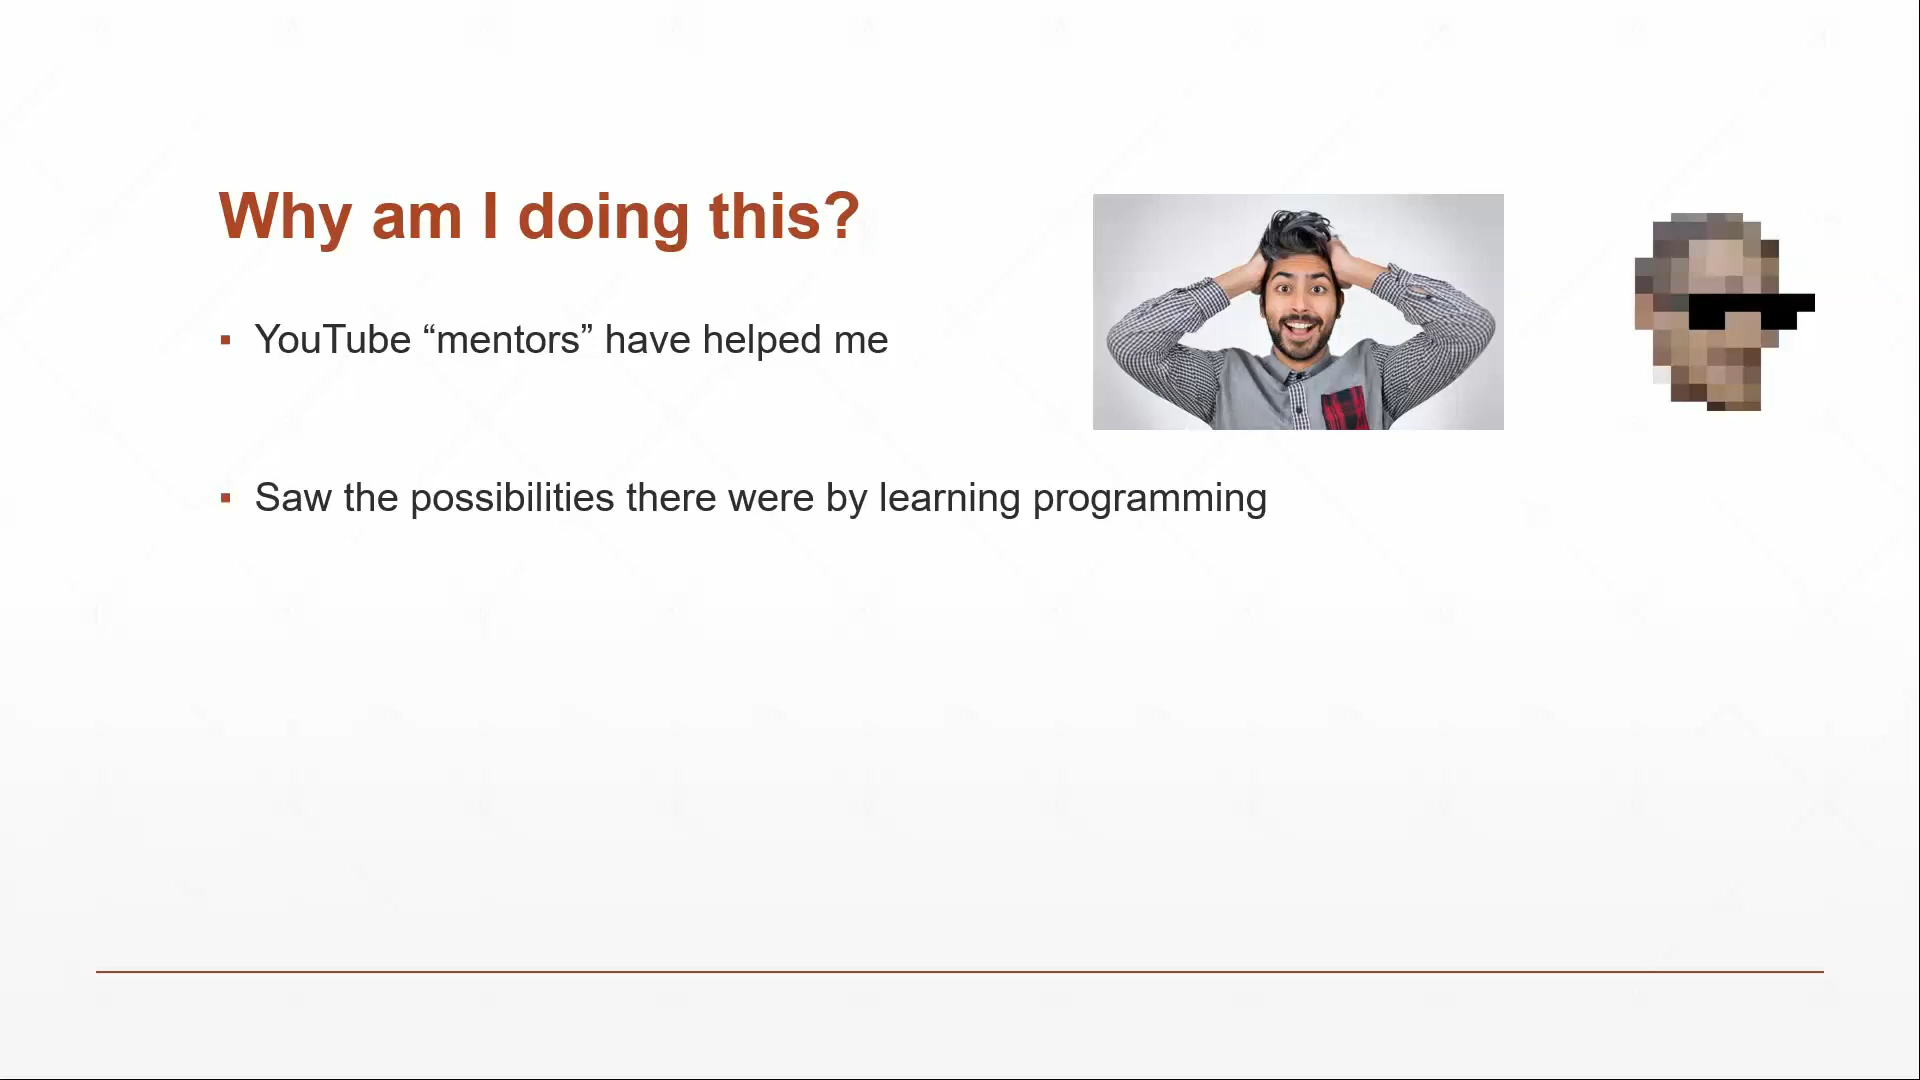 Why am I doing this?
YouTube “mentors” have helped me
Saw the possibilities there were by learning programming